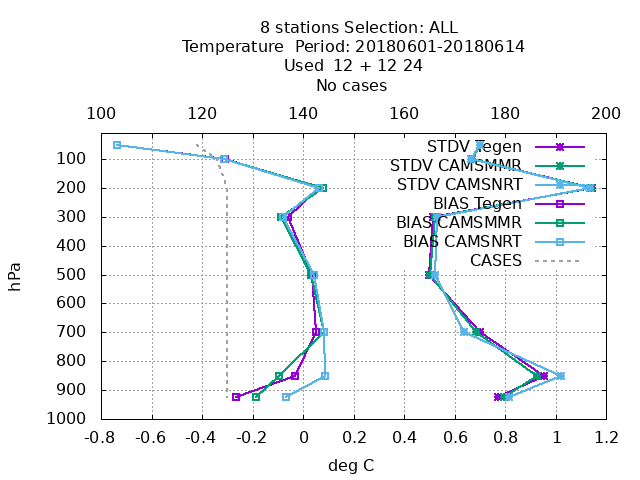 8 stations Selection: ALL
Temperature  Period: 20180601-20180614
Used  12 + 12 24
No cases
100 120 140 160 180 200
STDV Tegen
STDV CAMSMMR
STDV CAMSNRT
BIAS Tegen
BIAS CAMSMMR
BIAS CAMSNRT
CASES
hPa
100
200
300
400
500
600
700
800
900
1000
-0.8 -0.6 -0.4 -0.2 0 0.2 0.4 0.6 0.8 1 1.2
deg C